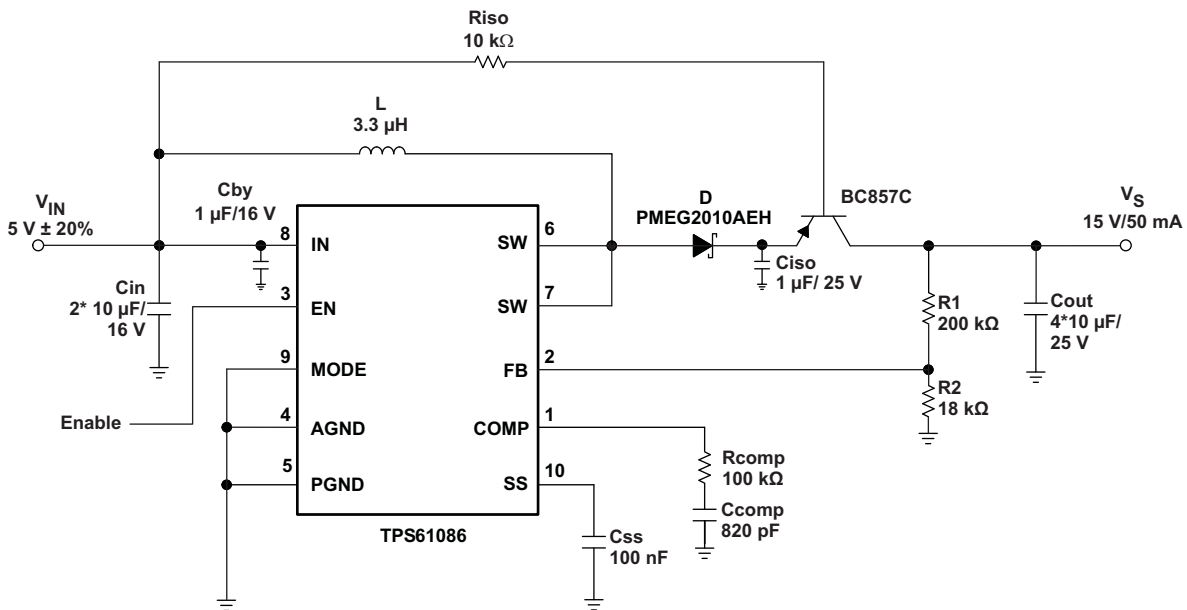 Riso
10 kΩ
L
3.3 µH
Cby
1 µF/16 V
VIN
5 V ± 20%
D
PMEG2010AEH
BC857C
VS
15 V/50 mA
8
IN
SW
6
Ciso
1 µF/ 25 V
Cin
2* 10 µF/
16 V
3
EN
SW
7
R1
200 kΩ
Cout
4*10 µF/
25 V
9
MODE
FB
2
R2
18 kΩ
Enable
4
AGND
COMP
1
Rcomp
100 kΩ
5
PGND
SS
10
Ccomp
820 pF
TPS61086
Css
100 nF